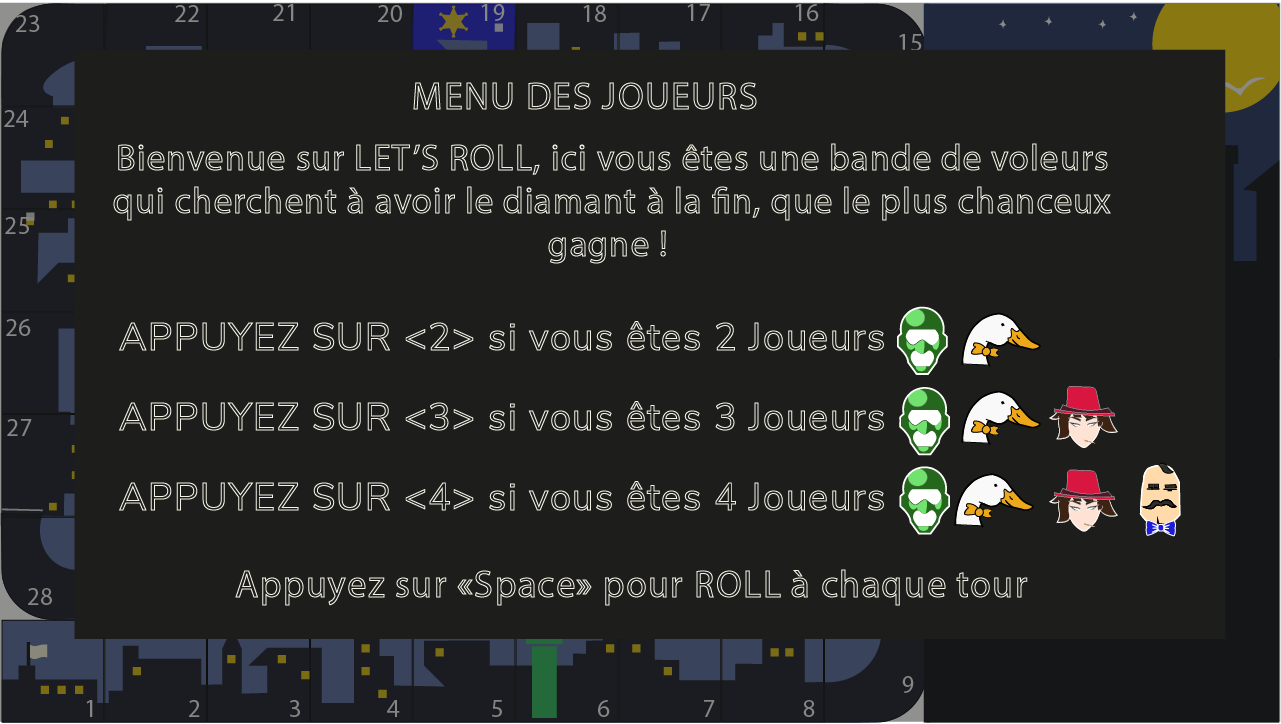 23
22
21
20
19
18
17
16
15
MENU DES JOUEURS
24
Bienvenue sur LET'S ROLL, ici vous êtes une bande de voleurs
qui cherchent à avoir le diamant à la fin, que le plus chanceux
25
gagne !
26
APPUYEZ SUR <2> si vous êtes 2 Joueurs
27
APPUYEZ SUR <3> si vous êtes 3 Joueurs
APPUYEZ SUR <4> si vous êtes 4 Joueurs
28
Appuyez sur «Space» pour ROLL à chaque tour
1
2
3
4
5
6
7
8
9